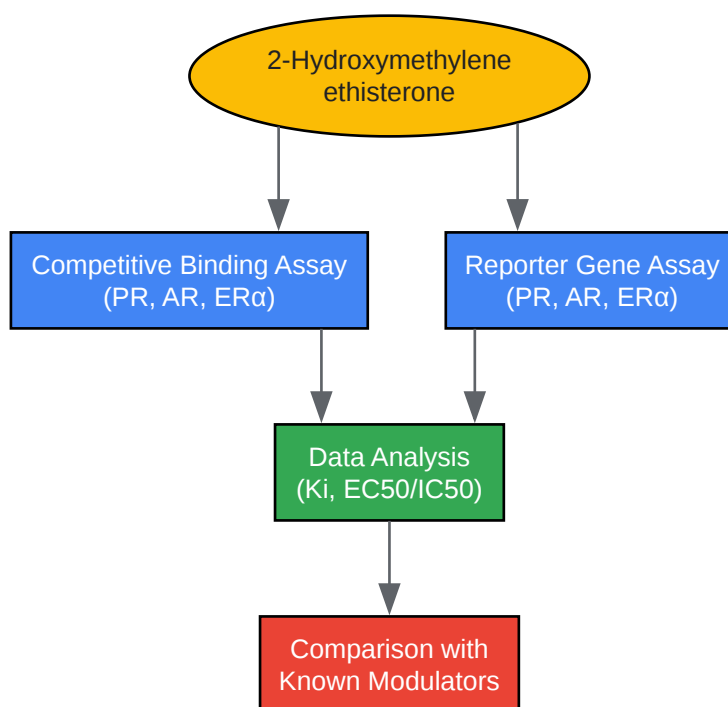 2-Hydroxymethylene
ethisterone
Competitive Binding Assay
(PR, AR, ERα)
Reporter Gene Assay
(PR, AR, ERα)
Data Analysis
(Ki, EC50/IC50)
Comparison with
Known Modulators